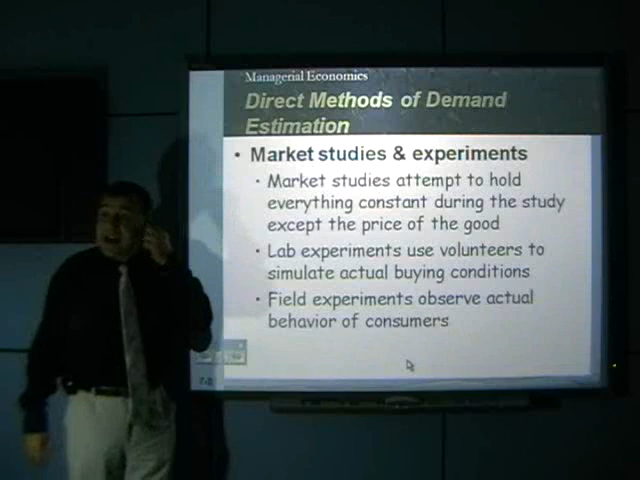 Managerial Economics
Direct Methods of Demand
Estimation
• Market studies & experiments
• Market studies attempt to hold
everything constant during the study
except the price of the good
• Lab experiments use volunteers to
simulate actual buying conditions
• Field experiments observe actual
behavior of consumers